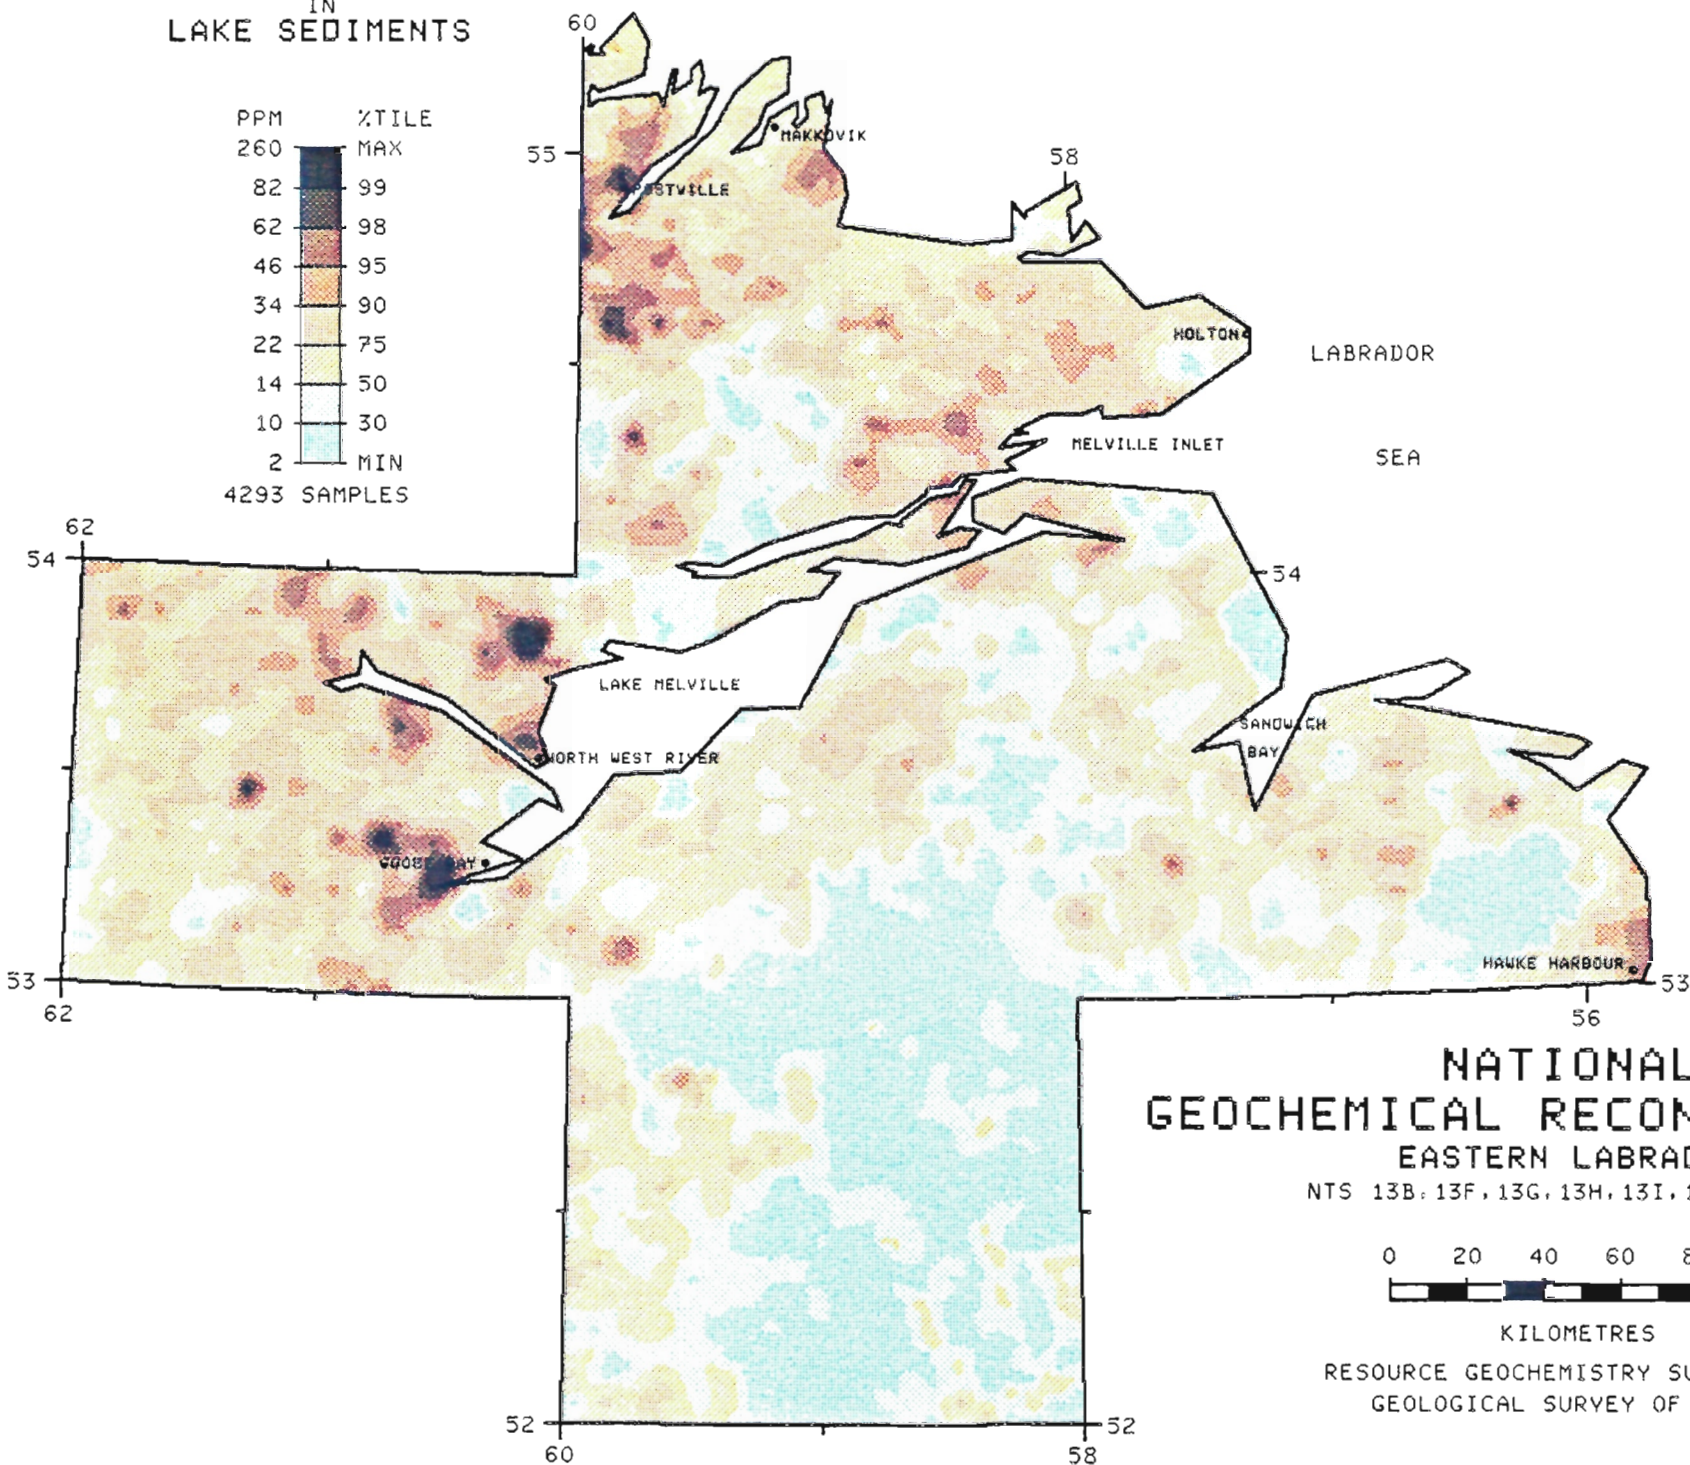 IN
LAKE SEDIMENTS
PPM %TILE
260 MAX
82 99
62 98
46 95
34 90
22 75
14 50
10 30
2 MIN
4293 SAMPLES
60
55
MAKKOVIK
POSTVILLE
58
HOLTON
LABRADOR
SEA
MELVILLE INLET
62
54
54
LAKE MELVILLE
SANDWICH
BAY
NORTH WEST RIVER
GOOSE BAY
HAWKE HARBOUR
53
53
62
56
NATIONAL
GEOCHEMICAL RECON
EASTERN LABRAD
NTS 13B, 13F, 13G, 13H, 13I, 1
0 20 40 60 8
KILOMETRES
RESOURCE GEOCHEMISTRY SU
GEOLOGICAL SURVEY OF
52
52
60
58